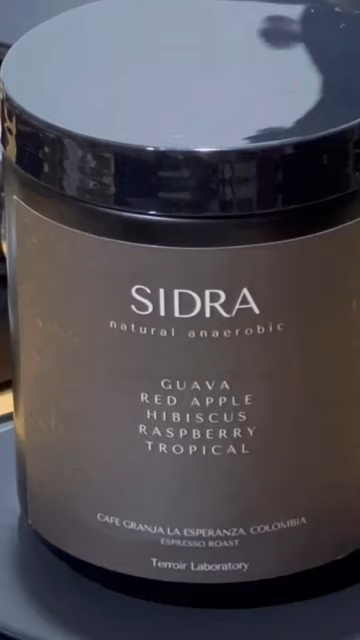 SIDRA
natural anaerobic
GUAVA
RED APPLE
HIBISCUS
RASPBERRY
TROPICAL
CAFE GRANJA LA ESPERANZA, COLOMBIA
ESPRESSO ROAST
Terroir Laboratory